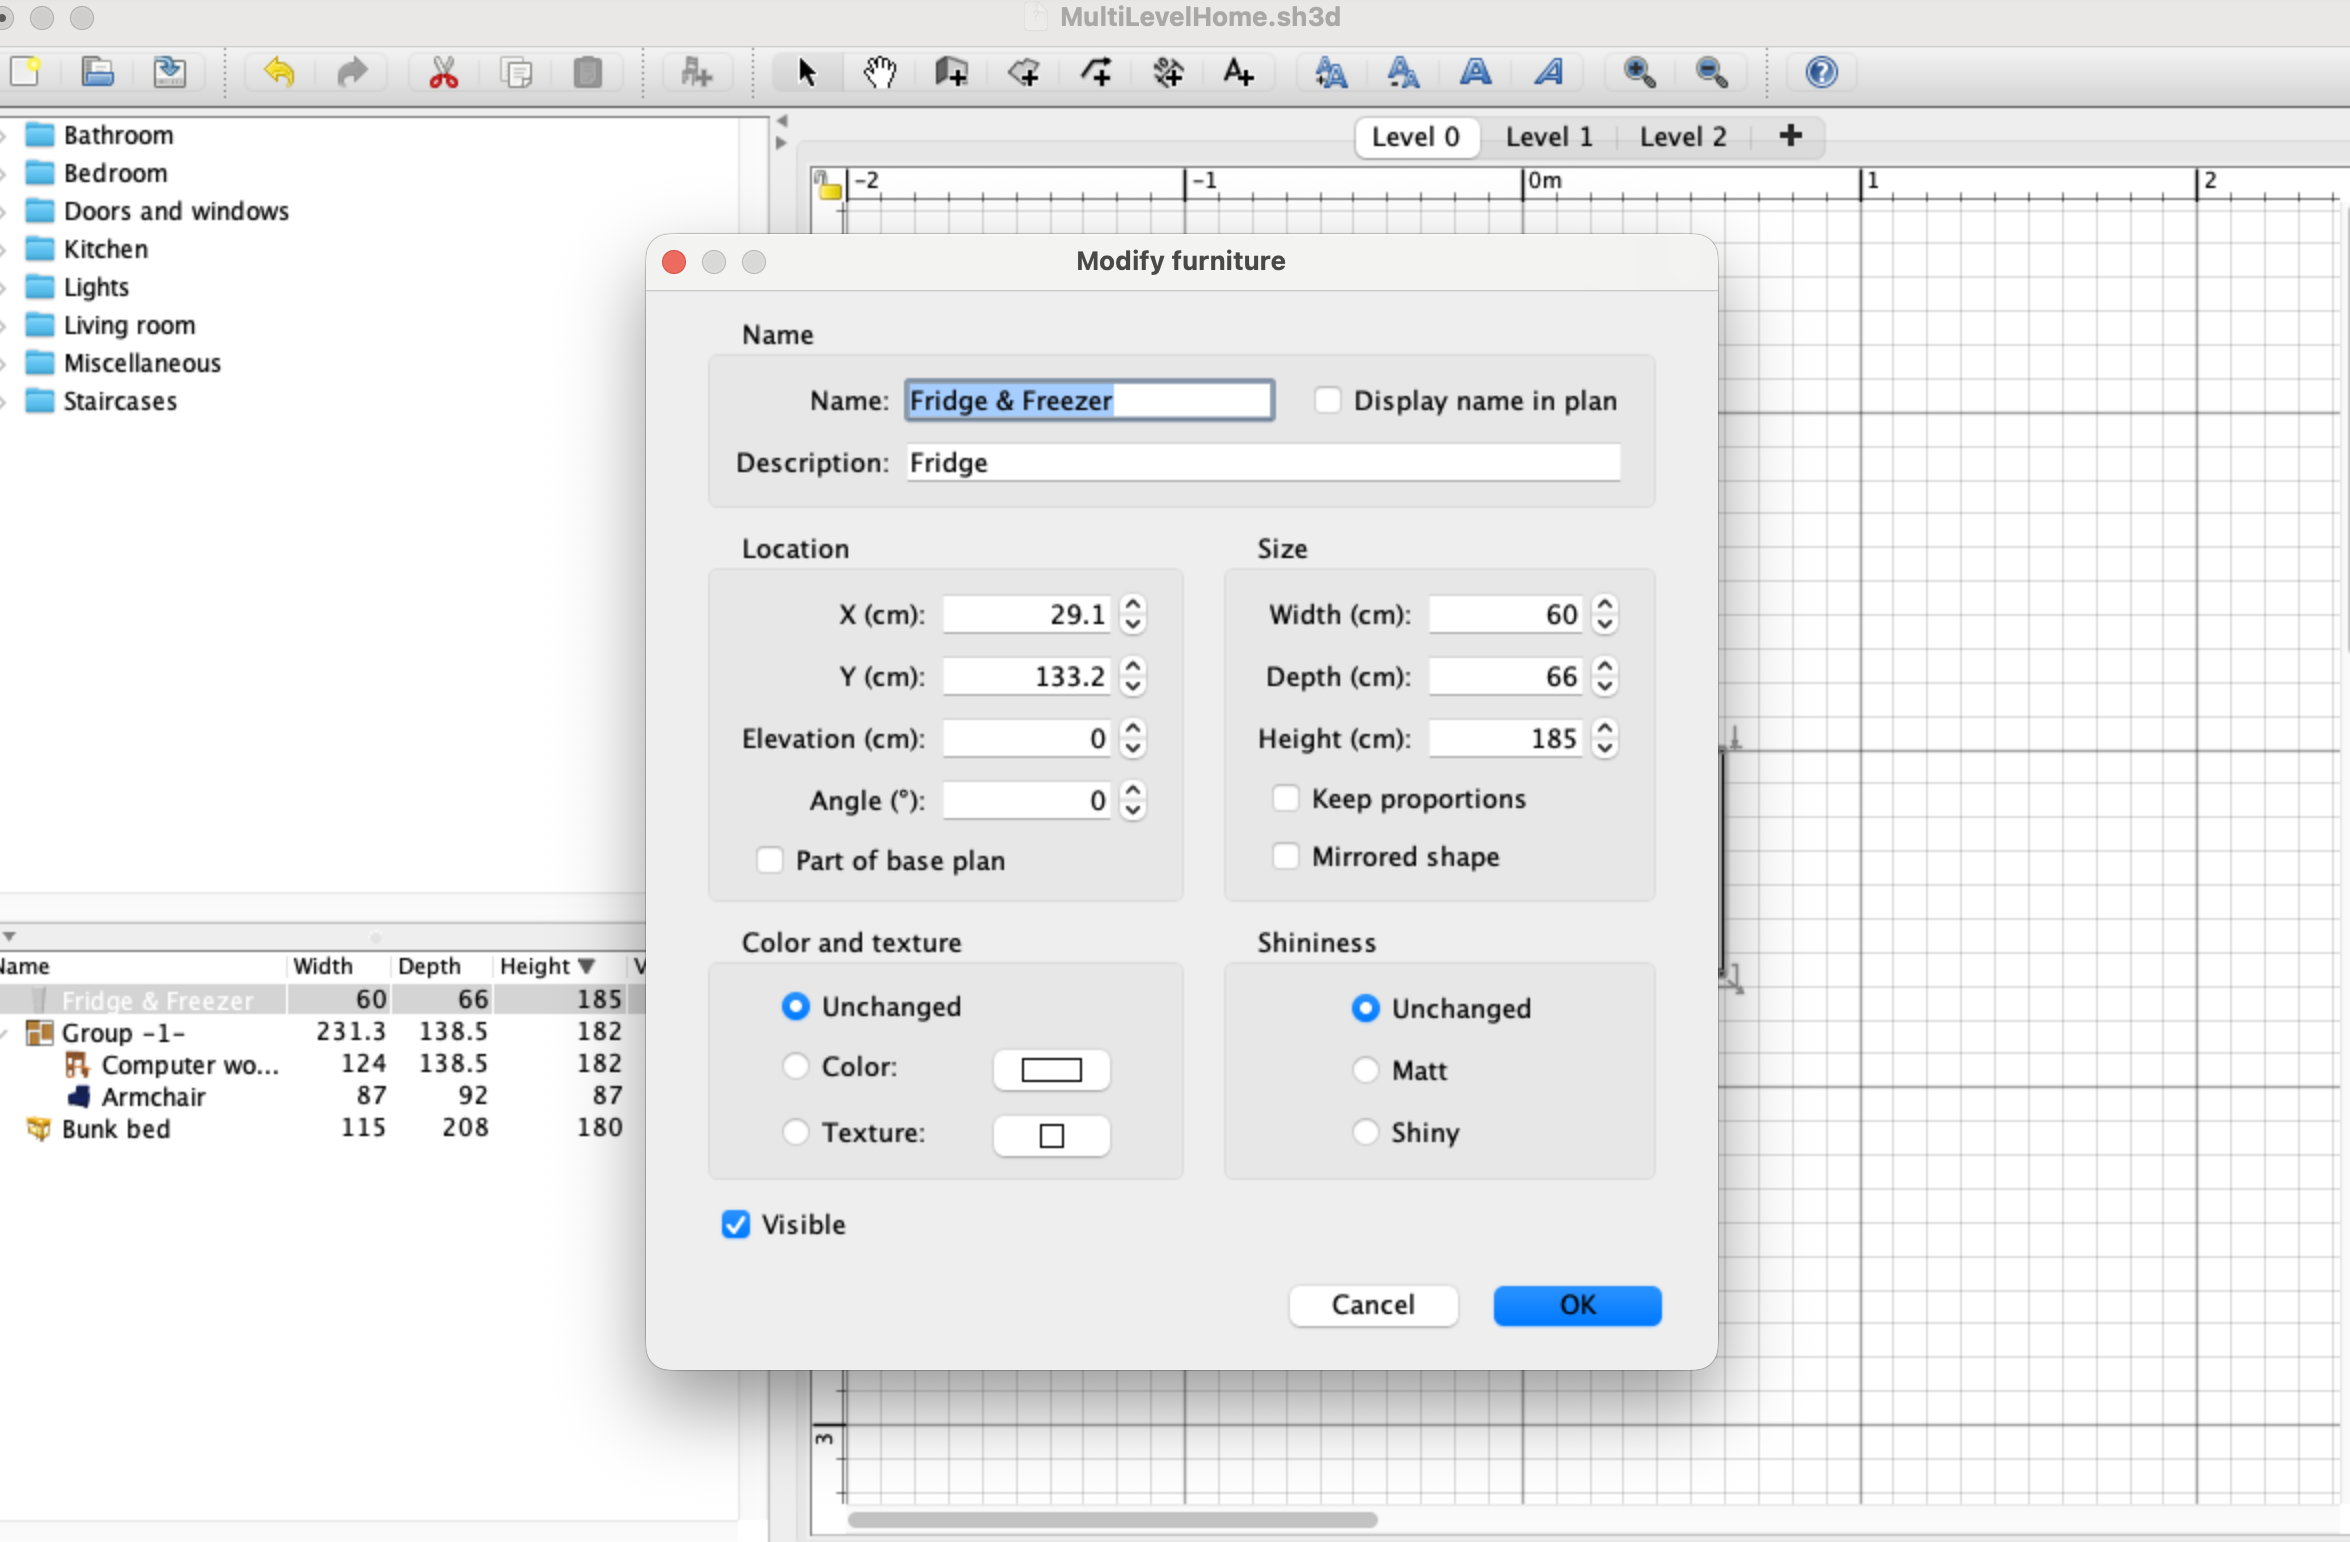 MultiLevelHome.sh3d
Bathroom
Bedroom
Doors and windows
Kitchen
Lights
Living room
Miscellaneous
Staircases
Level 0
Level 1
Level 2
-2
-1
0m
1
2
Modify furniture
Name
Name:
Fridge & Freezer
Display name in plan
Description:
Fridge
Location
Size
X (cm):
29.1
Width (cm):
60
Y (cm):
133.2
Depth (cm):
66
Elevation (cm):
0
Height (cm):
185
Angle (°):
0
Keep proportions
Part of base plan
Mirrored shape
Color and texture
Shininess
Unchanged
Unchanged
Color:
Matt
Texture:
Shiny
Visible
Cancel
OK
Name Width Depth Height V
Fridge & Freezer 60 66 185
Group -1- 231.3 138.5 182
Computer wo... 124 138.5 182
Armchair 87 92 87
Bunk bed 115 208 180
3